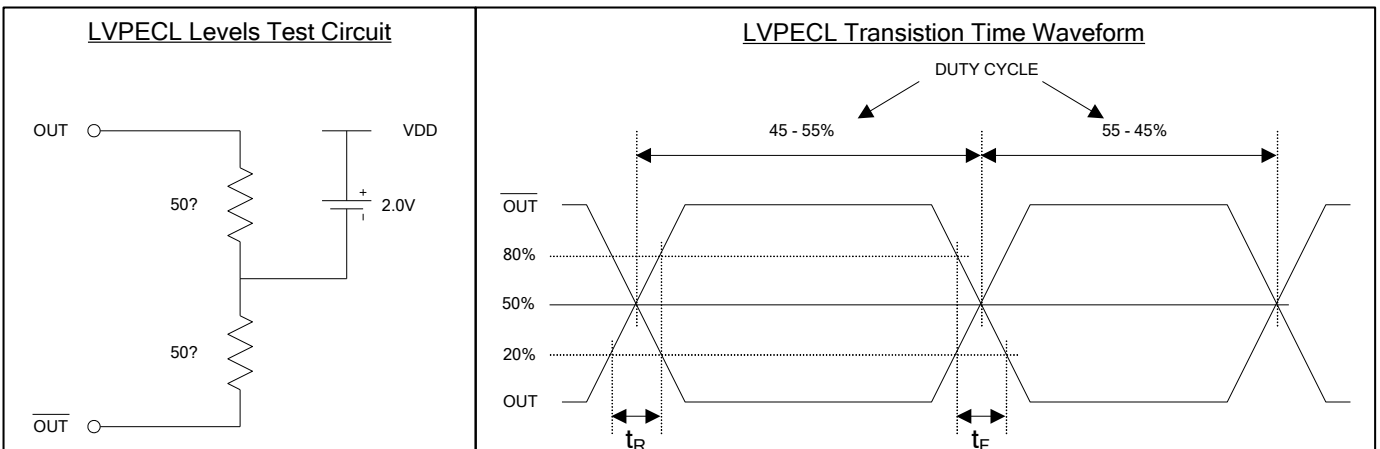 LVPECL Levels Test Circuit
OUT
VDD
50?
+
2.0V
-
50?
OUT
LVPECL Transistion Time Waveform
DUTY CYCLE
45 - 55%
55 - 45%
OUT
80%
50%
20%
OUT
tR
tF